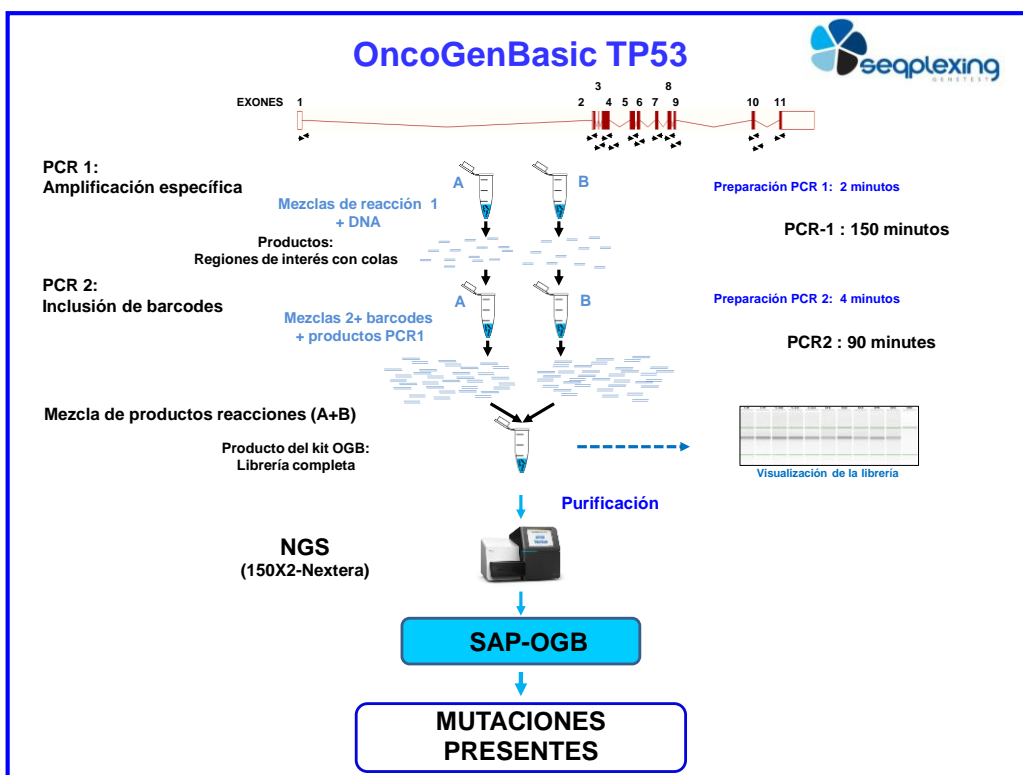 OncoGenBasic TP53
seqplexing
GENETEST
EXONES 1 2 3 4 5 6 7 8 9 10 11
PCR 1:
Amplificación específica
A B
Preparación PCR 1: 2 minutos
Mezclas de reacción 1
+ DNA
PCR-1 : 150 minutos
Productos:
Regiones de interés con colas
PCR 2:
Inclusión de barcodes
A B
Preparación PCR 2: 4 minutos
Mezclas 2+ barcodes
+ productos PCR1
PCR2 : 90 minutes
Mezcla de productos reacciones (A+B)
Producto del kit OGB:
Librería completa
Visualización de la librería
Purificación
NGS
(150X2-Nextera)
SAP-OGB
MUTACIONES
PRESENTES